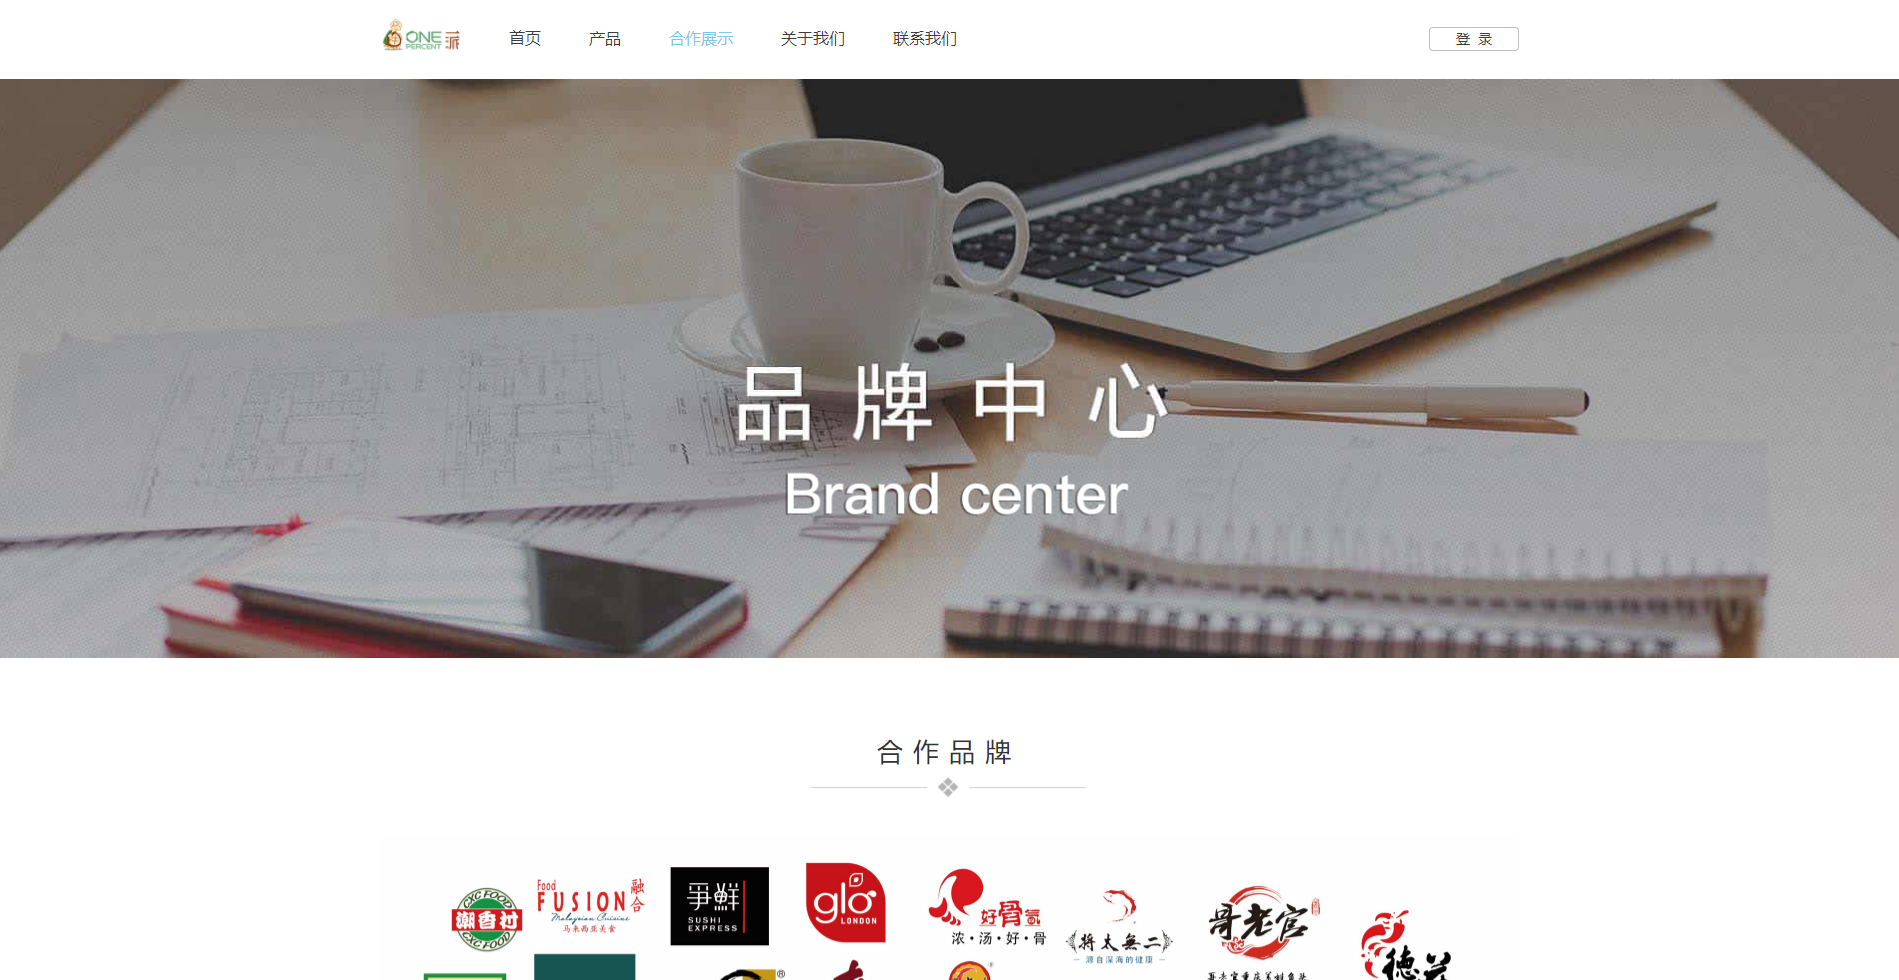 ONE
PERCENT
一派
首页
产品
合作展示
关于我们
联系我们
登 录
品牌中心
Brand center
合作品牌
CXC FOOD
潮香村
CXC FOOD
Food
FUSION
融合
Malaysian Cuisine
马来西亚美食
争鮮
SUSHI
EXPRESS
glo
LONDON
好骨氣
浓·汤·好·骨
将太無二
源自深海的健康
哥老官
德莊